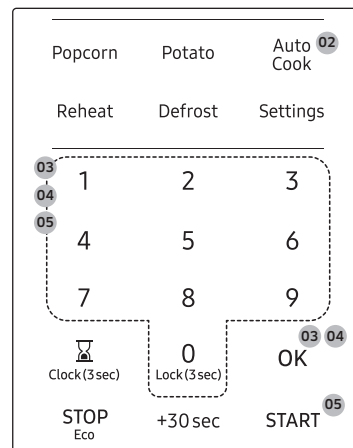 Popcorn Potato Auto Cook 02
Reheat Defrost Settings
03
04
05
1 2 3
4 5 6
7 8 9
03 04
0 OK
Clock(3 sec) Lock(3 sec)
05
STOP +30 sec START
Eco